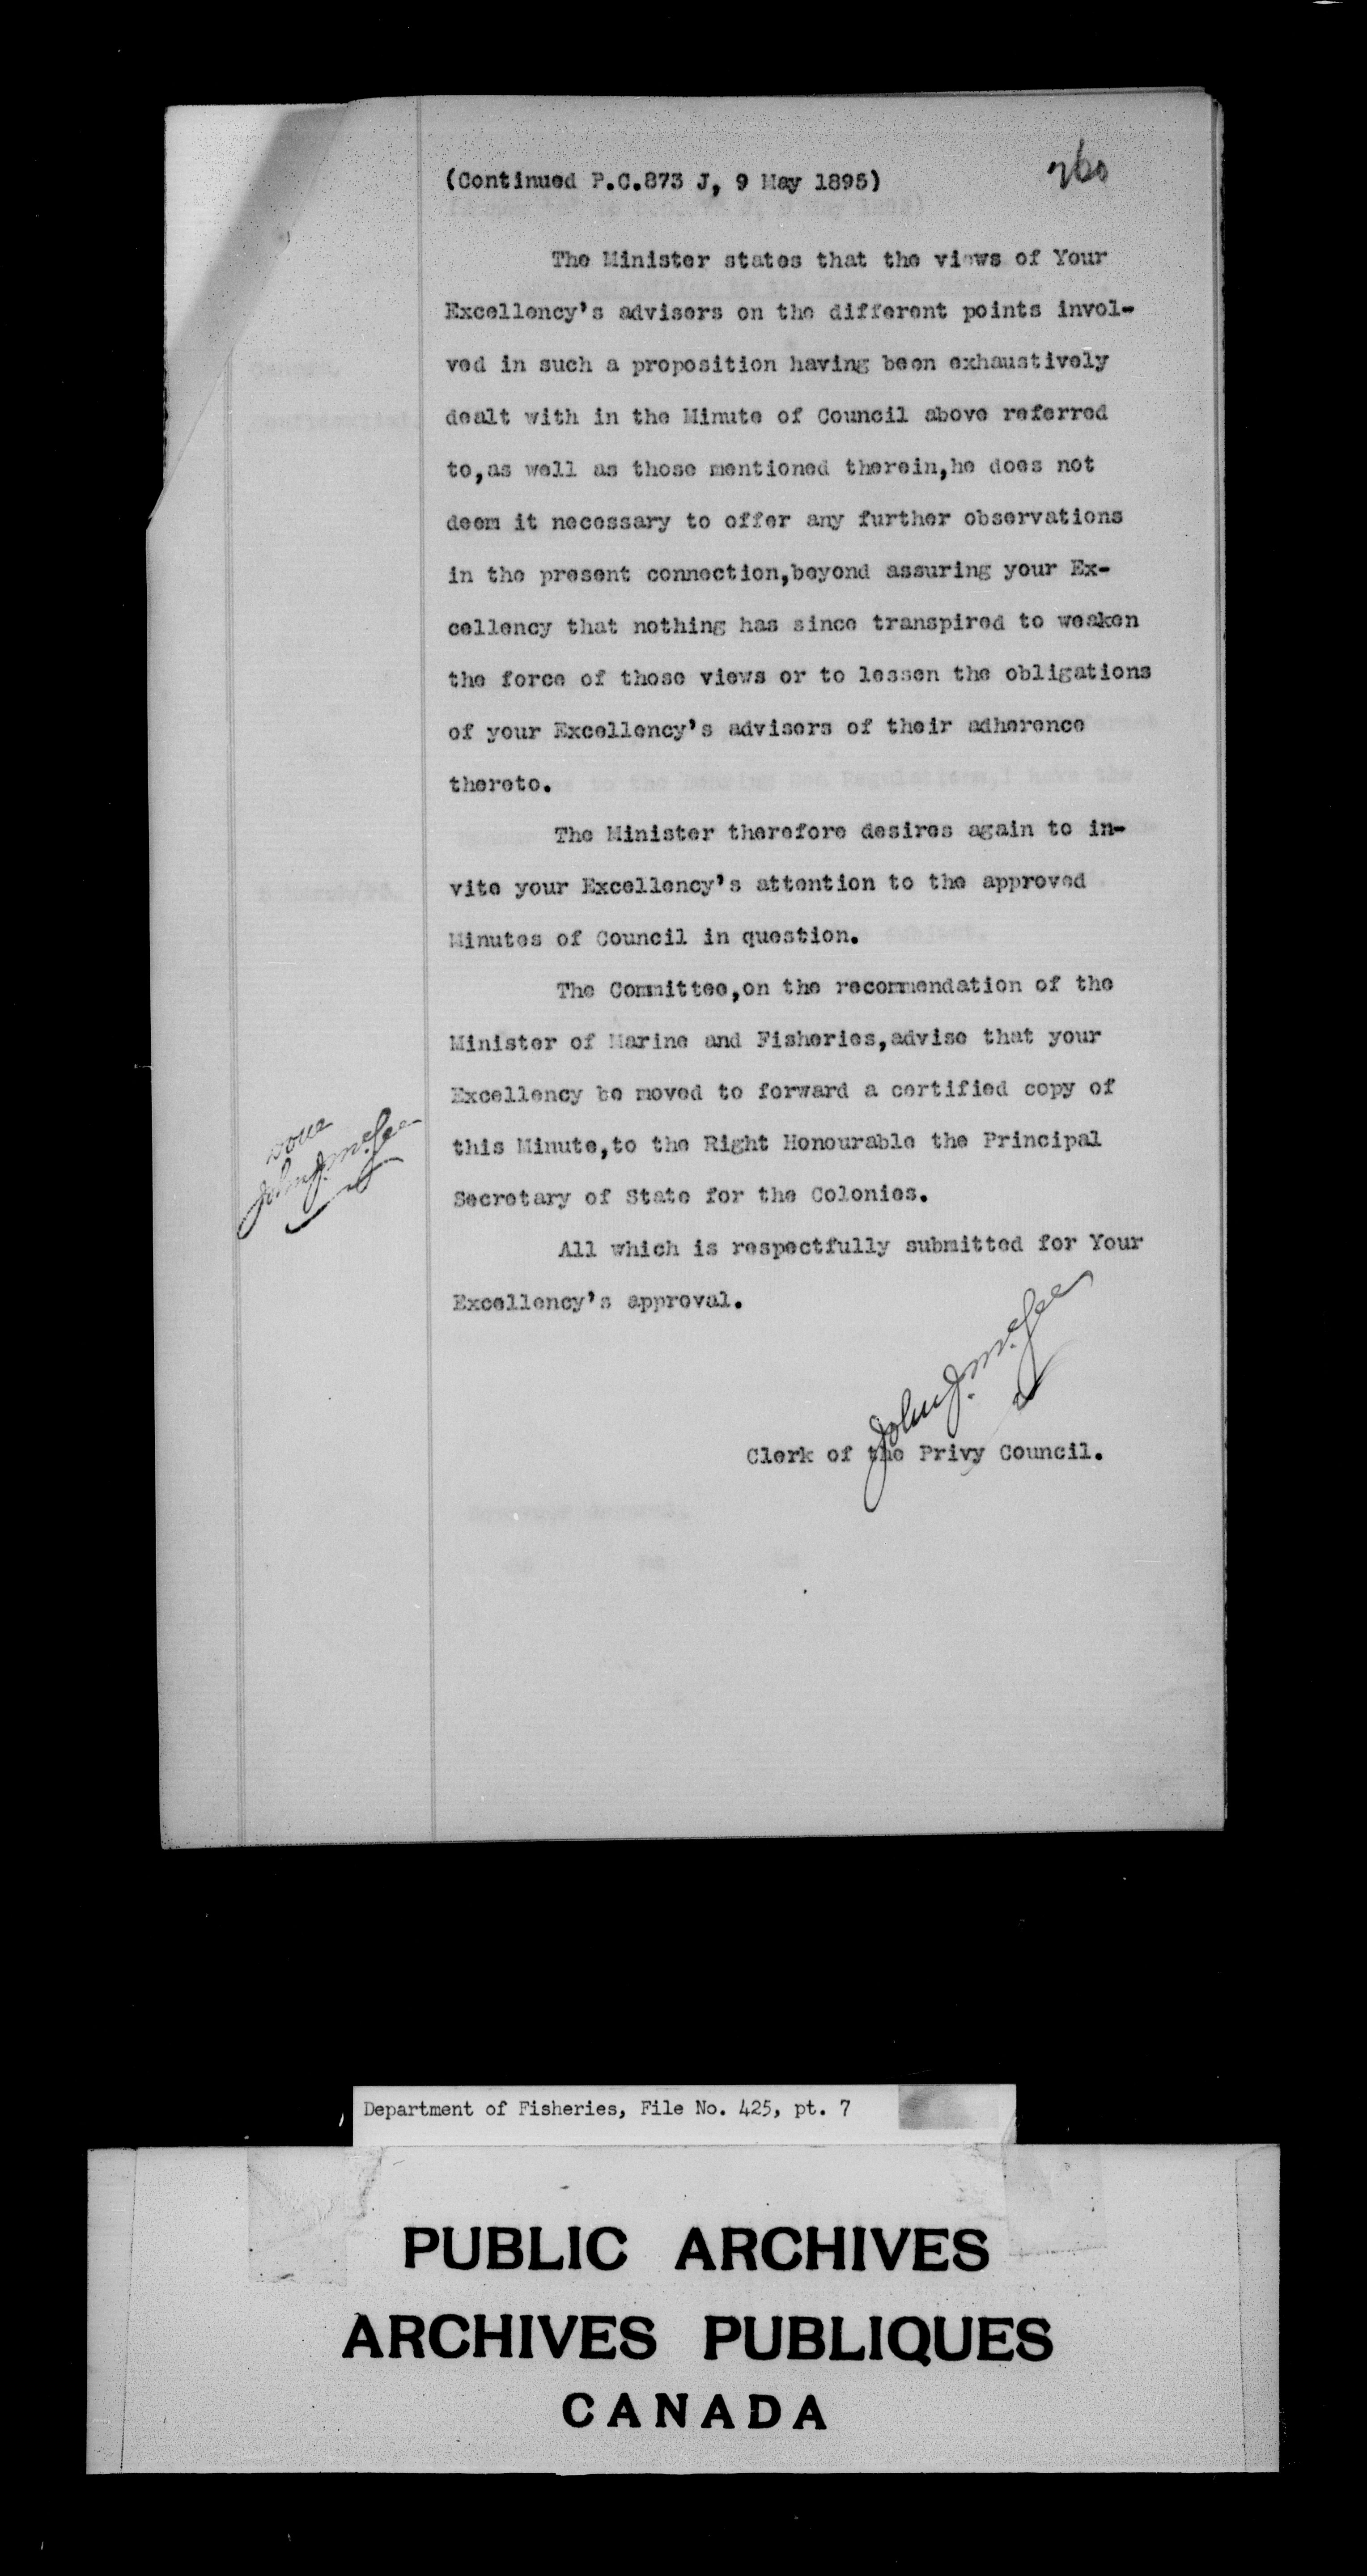 (Continued P.C.873 J, 9 May 1895)
260
The Minister states that the views of Your
Excellency's advisers on the different points invol-
ved in such a proposition having been exhaustively
dealt with in the Minute of Council above referred
to,as well as those mentioned therein,he does not
deem it necessary to offer any further observations
in the present connection,beyond assuring your Ex-
cellency that nothing has since transpired to weaken
the force of those views or to lessen the obligations
of your Excellency's advisers of their adherence
thereto.
The Minister therefore desires again to in-
vite your Excellency's attention to the approved
Minutes of Council in question.
The Committee,on the recommendation of the
Minister of Marine and Fisheries,advise that your
Excellency be moved to forward a certified copy of
this Minute,to the Right Honourable the Principal
Secretary of State for the Colonies.
All which is respectfully submitted for Your
Excellency's approval.
John J. McGee
John J. McGee
Clerk of the Privy Council.
Department of Fisheries, File No. 425, pt. 7
PUBLIC ARCHIVES
ARCHIVES PUBLIQUES
CANADA